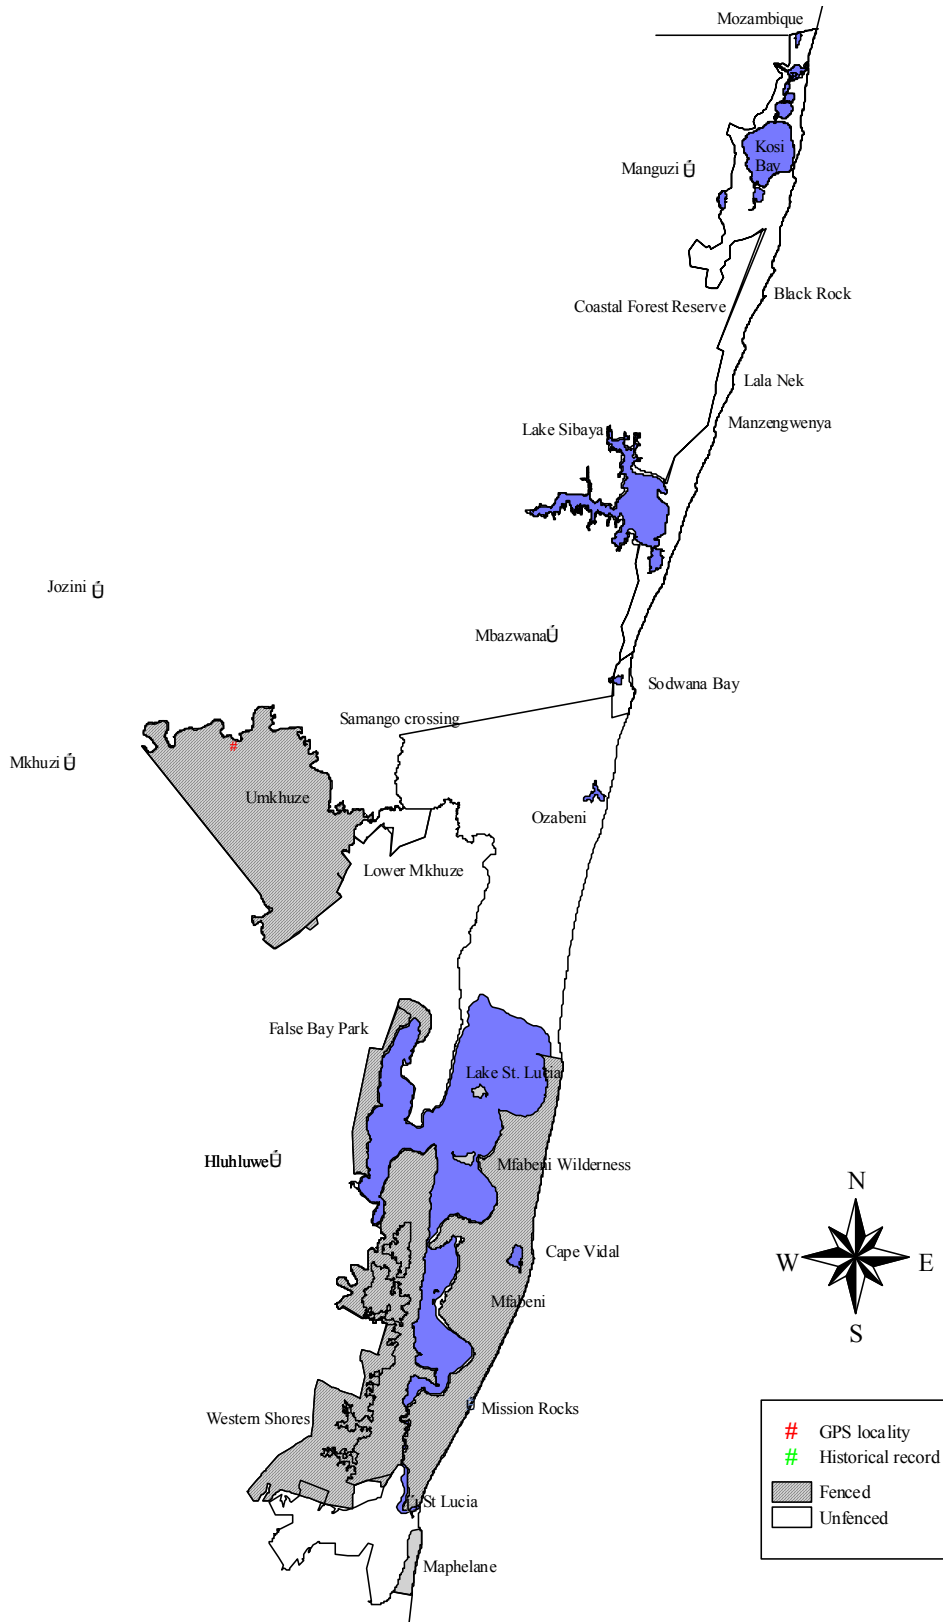 Mozambique
Kosi
Bay
Manguzi
Coastal Forest Reserve
Black Rock
Lala Nek
Manzengwenya
Lake Sibaya
Jozini
Mbazwana
Sodwana Bay
Samango crossing
Mkhuzi
Umkhuze
Ozabeni
Lower Mkhuze
False Bay Park
Lake St. Lucia
Hluhluwe
Mfabeni Wilderness
N
W
E
S
Cape Vidal
Mfabeni
Mission Rocks
Western Shores
# GPS locality
# Historical record
Fenced
Unfenced
St Lucia
Maphelane